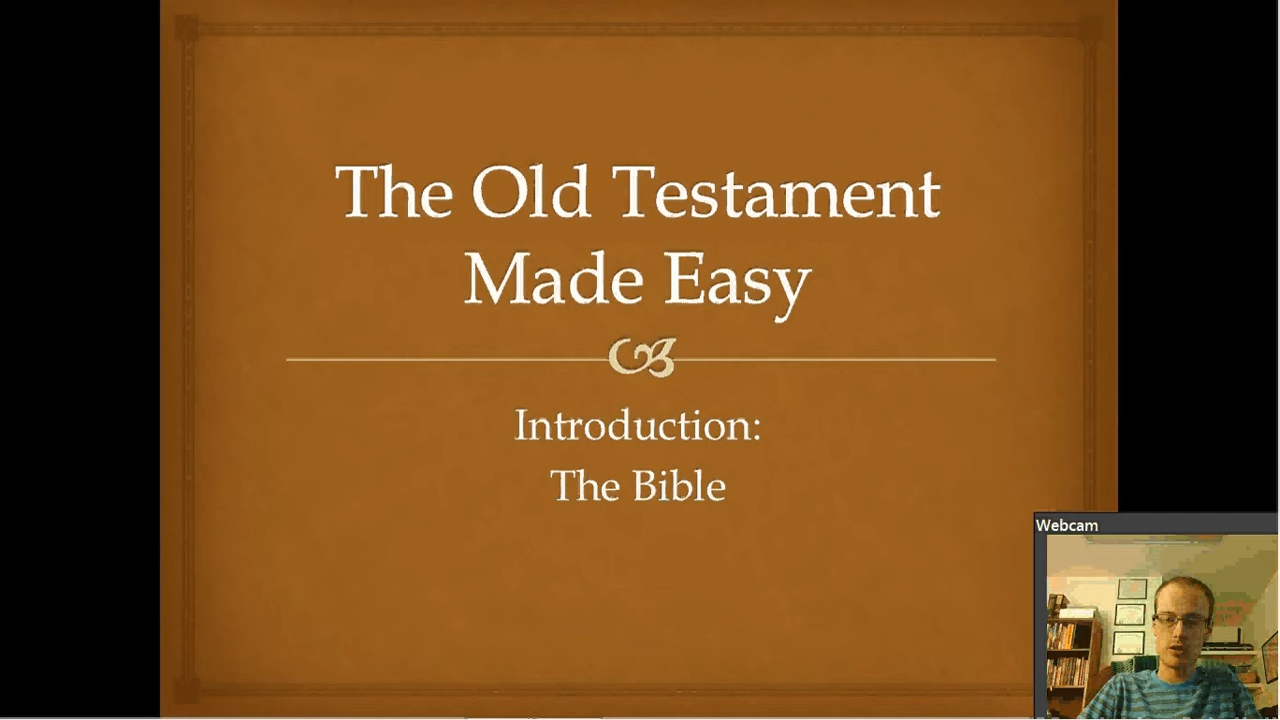 The Old Testament
Made Easy
Introduction:
The Bible
Webcam